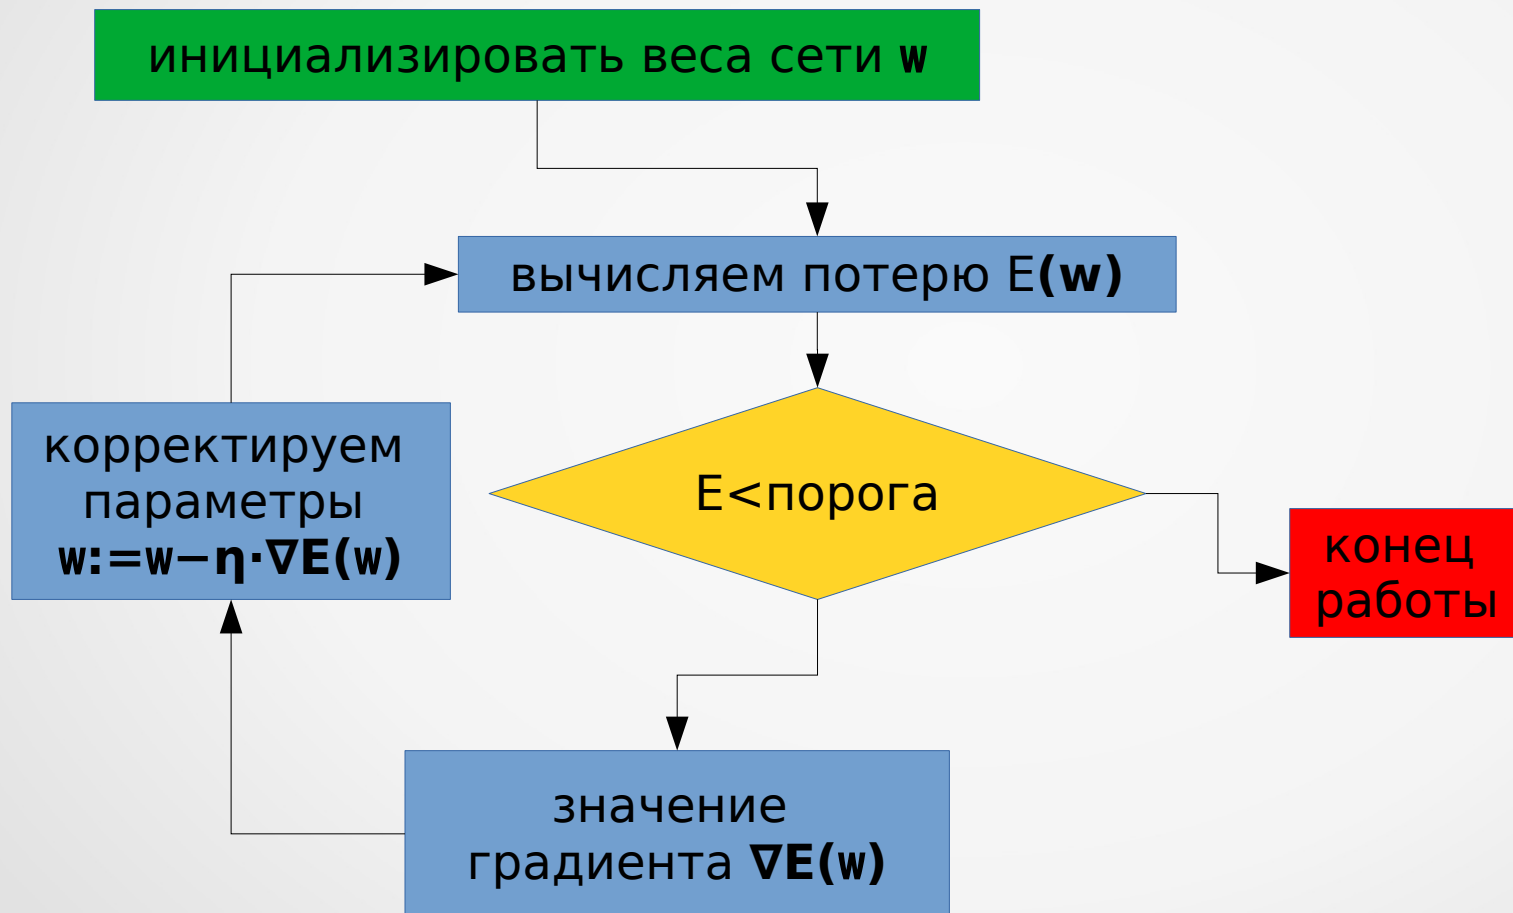 инициализировать веса сети w
вычисляем потерю E(w)
корректируем
параметры
w:=w−η·∇E(w)
E<порога
конец
работы
значение
градиента ∇E(w)